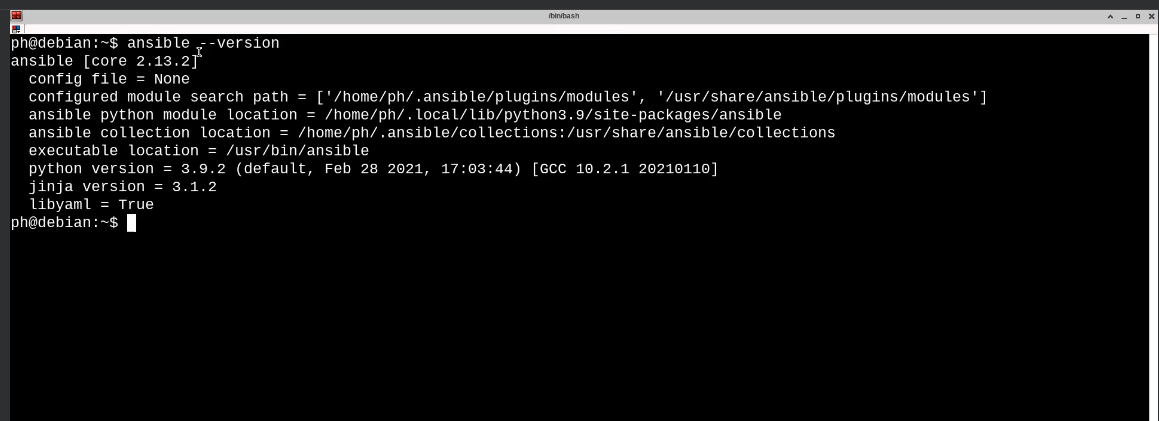 /bin/bash
ph@debian:~$ ansible --version
ansible [core 2.13.2]
  config file = None
  configured module search path = ['/home/ph/.ansible/plugins/modules', '/usr/share/ansible/plugins/modules']
  ansible python module location = /home/ph/.local/lib/python3.9/site-packages/ansible
  ansible collection location = /home/ph/.ansible/collections:/usr/share/ansible/collections
  executable location = /usr/bin/ansible
  python version = 3.9.2 (default, Feb 28 2021, 17:03:44) [GCC 10.2.1 20210110]
  jinja version = 3.1.2
  libyaml = True
ph@debian:~$